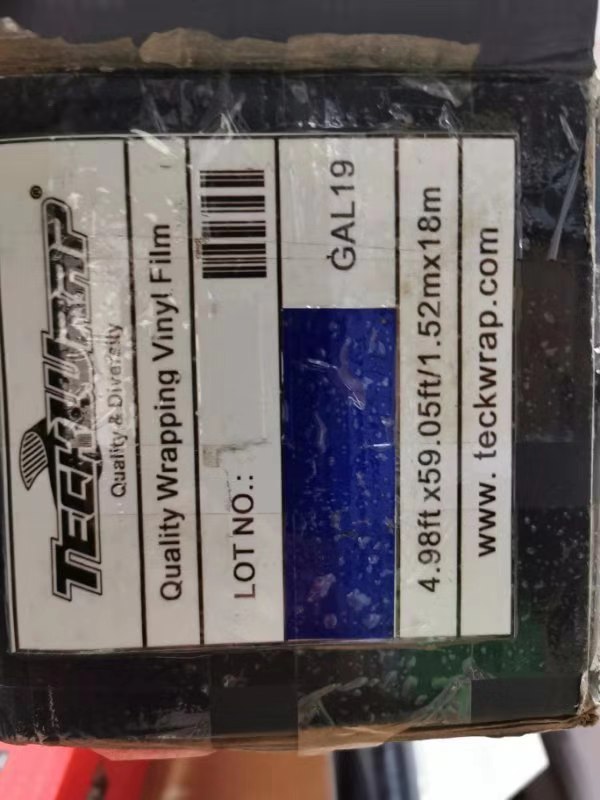 TECKWRAP®
Quality & Diversity
Quality Wrapping Vinyl Film
LOT NO.:
GAL19
4.98ft x59.05ft/1.52mx18m
www. teckwrap.com